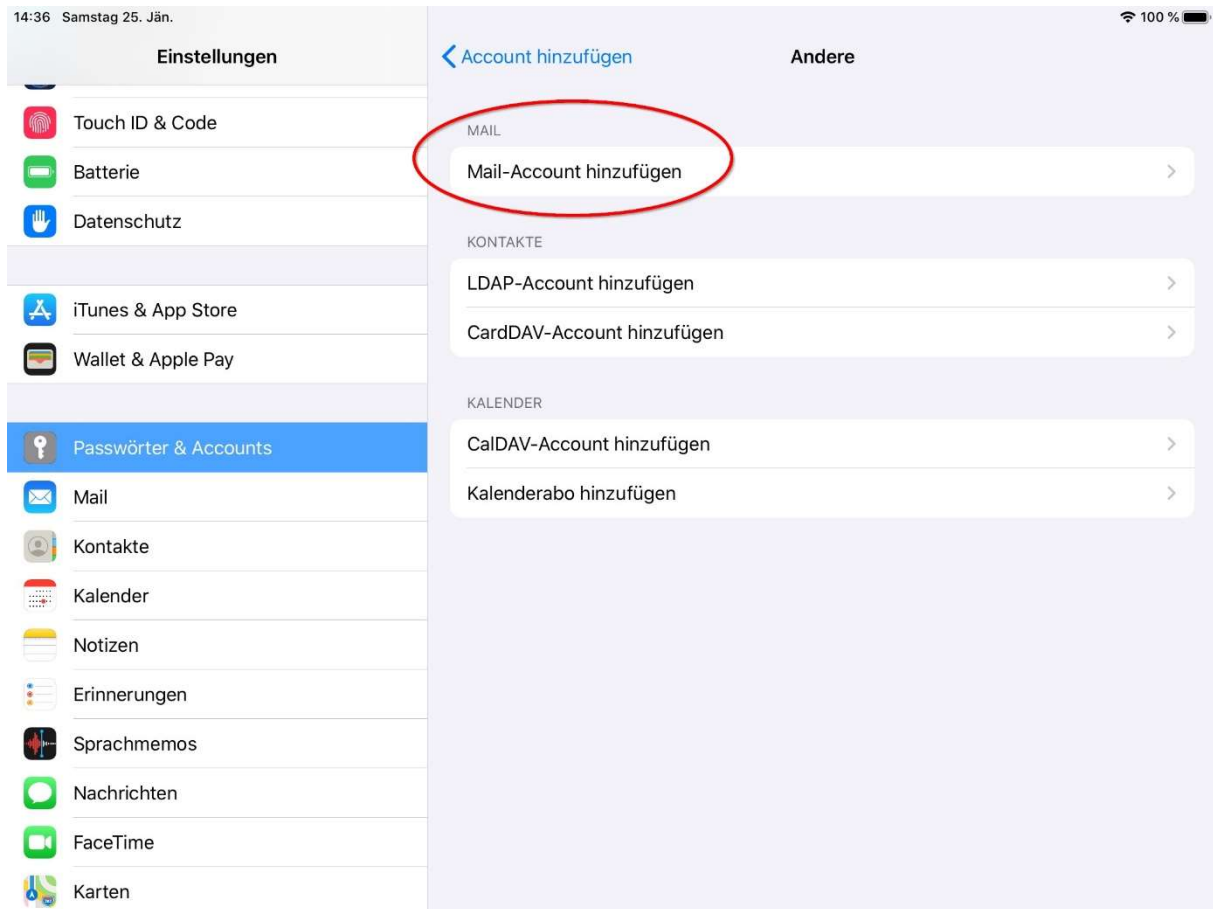 14:36 Samstag 25. Jän.
100 %
Einstellungen
Touch ID & Code
Batterie
Datenschutz
iTunes & App Store
Wallet & Apple Pay
Passwörter & Accounts
Mail
Kontakte
Kalender
Notizen
Erinnerungen
Sprachmemos
Nachrichten
FaceTime
Karten
Account hinzufügen
Andere
MAIL
Mail-Account hinzufügen
KONTAKTE
LDAP-Account hinzufügen
CardDAV-Account hinzufügen
KALENDER
CalDAV-Account hinzufügen
Kalenderabo hinzufügen